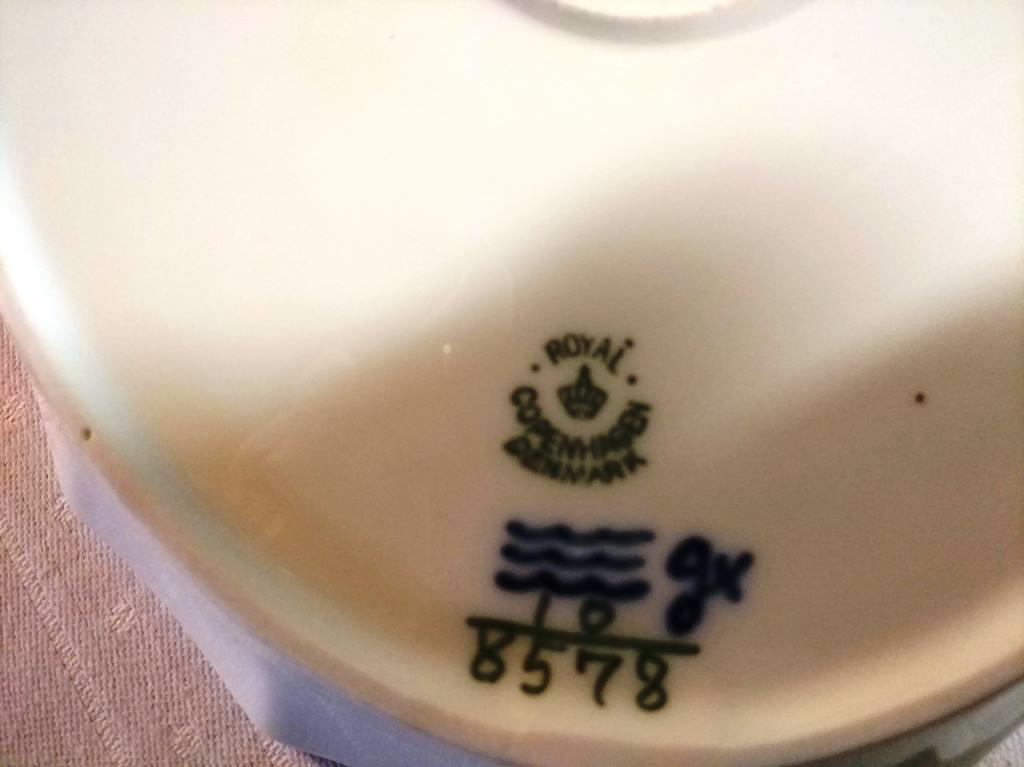 ROYAL
COPENHAGEN
DENMARK
gx
10
8578